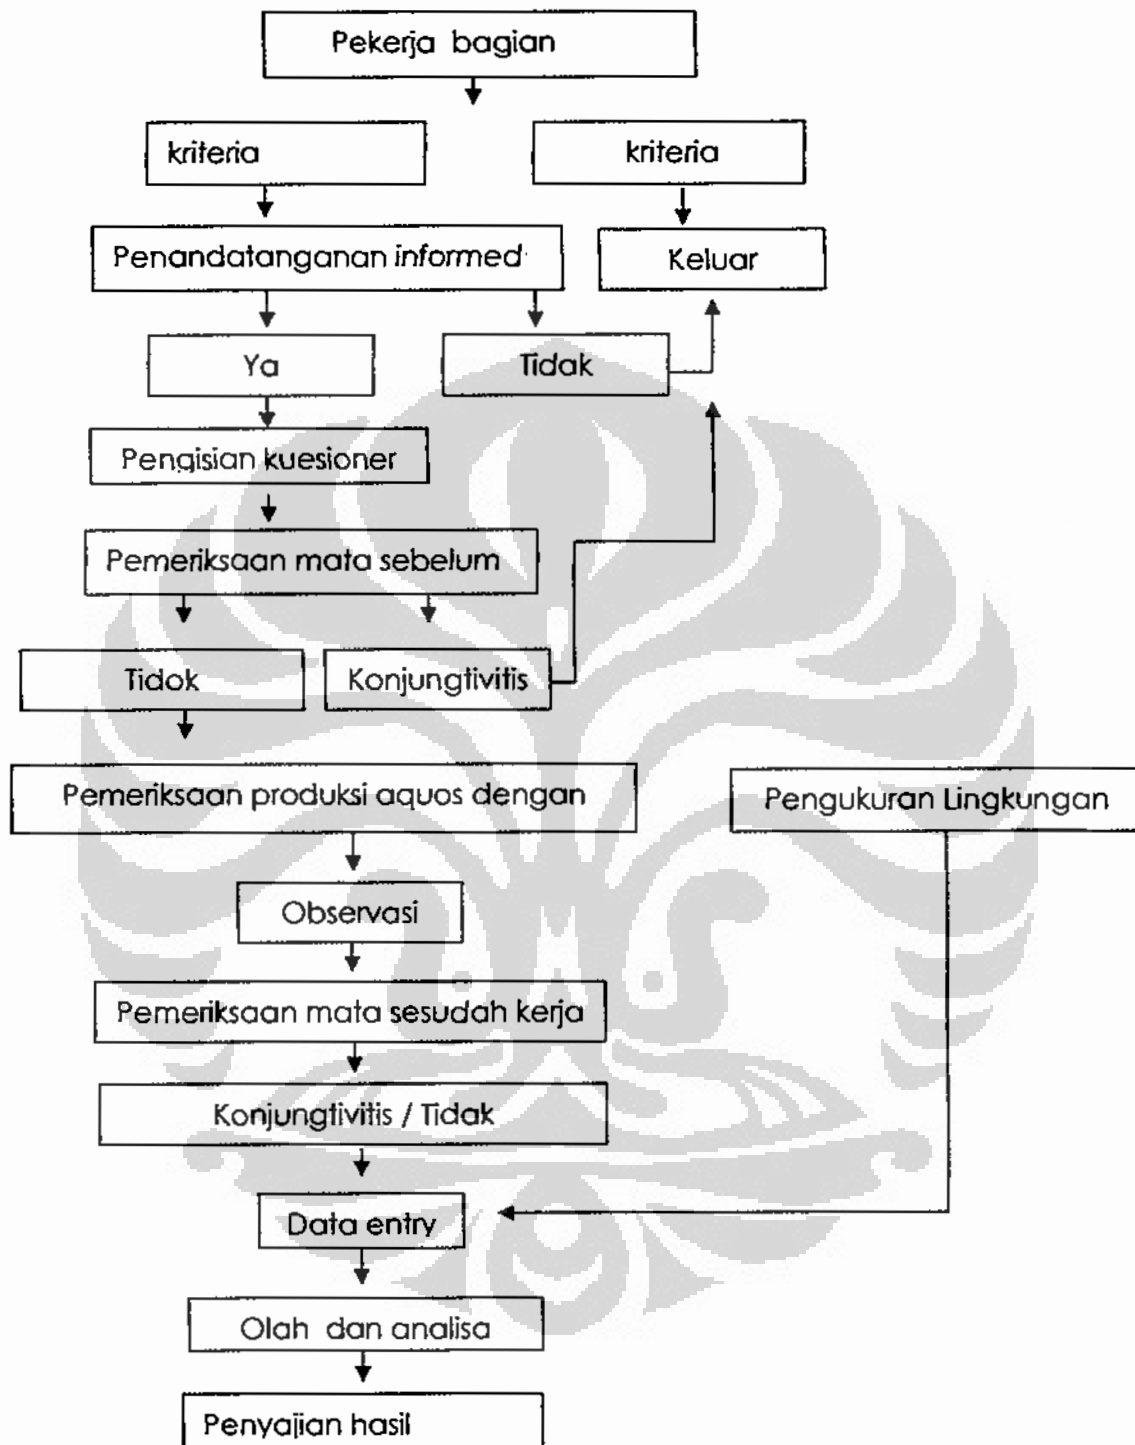 Pekerja bagian
kriteria
kriteria
Penandatanganan informed
Keluar
Ya
Tidak
Pengisian kuesioner
Pemeriksaan mata sebelum
Tidok
Konjungtivitis
Pemeriksaan produksi aquos dengan
Pengukuran Lingkungan
Observasi
Pemeriksaan mata sesudah kerja
Konjungtivitis / Tidak
Data entry
Olah dan analisa
Penyajian hasil